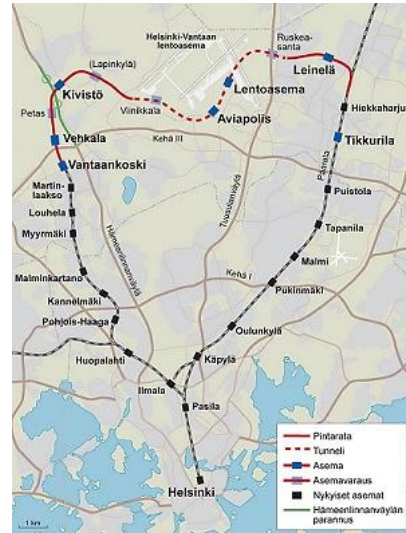 Helsinki-Vantaan
lentoasema
Ruskea-
santa
(Lapinkylä)
Leinelä
Kivistö
Lentoasema
Viinikkala
Hiekkaharju
Petas
Aviapolis
Vehkala
Kehä III
Tikkurila
Päärata
Vantaankoski
Tuusulanväylä
Martin-
laakso
Puistola
Louhela
Hämeenlinnanväylä
Tapanila
Myyrmäki
Malmi
Malminkartano
Kehä I
Kannelmäki
Pukinmäki
Pohjois-Haaga
Oulunkylä
Huopalahti
Käpylä
Ilmala
Pasila
Helsinki
Pintarata
Tunneli
Asema
Asemavaraus
Nykyiset asemat
Hämeenlinnanväylän
parannus
1 km